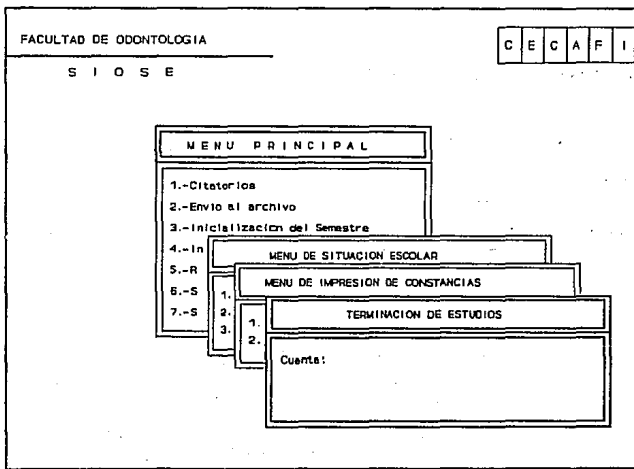 FACULTAD DE ODONTOLOGIA
C E C A F I
S I O S E
MENU PRINCIPAL
1.-Citatorios
2.-Envio al archivo
3.-Inicialización del Semestre
4.-In
MENU DE SITUACION ESCOLAR
5.-R
MENU DE IMPRESION DE CONSTANCIAS
6.-S
1.
7.-S
2.
3.
1.
2.
TERMINACION DE ESTUDIOS
Cuenta: